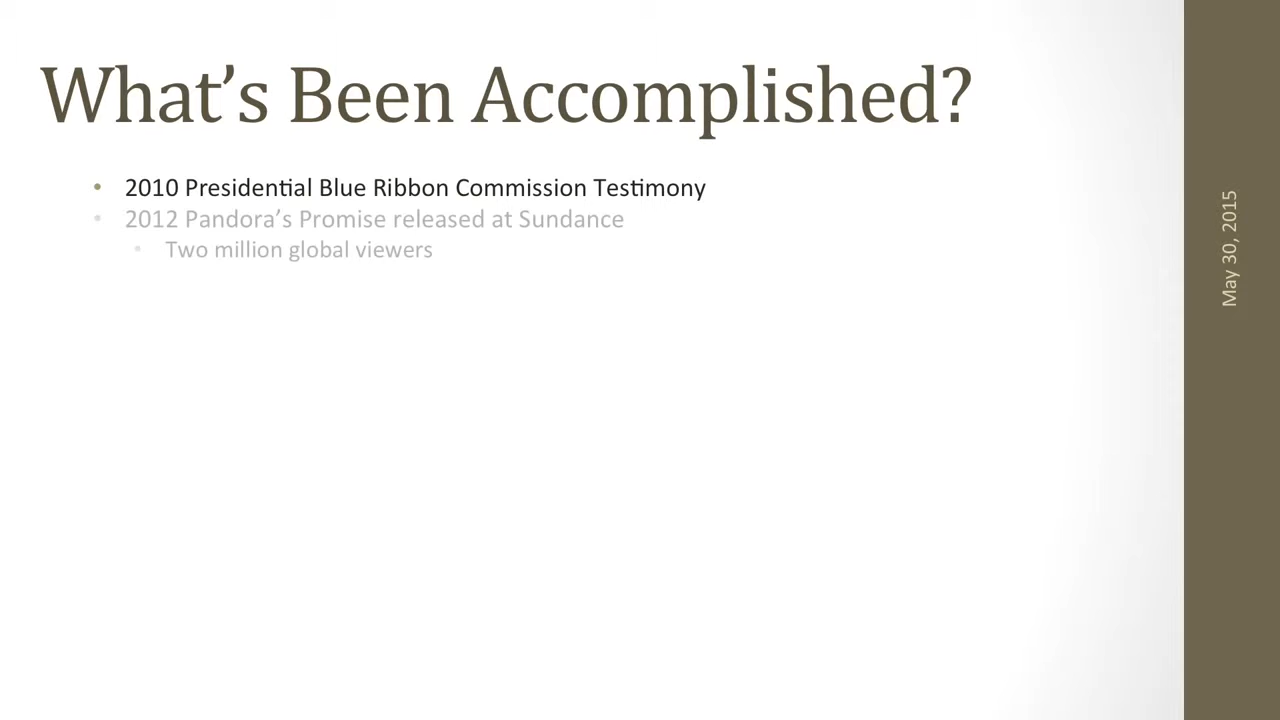 What’s Been Accomplished?
• 2010 Presidential Blue Ribbon Commission Testimony
• 2012 Pandora’s Promise released at Sundance
• Two million global viewers
May 30, 2015